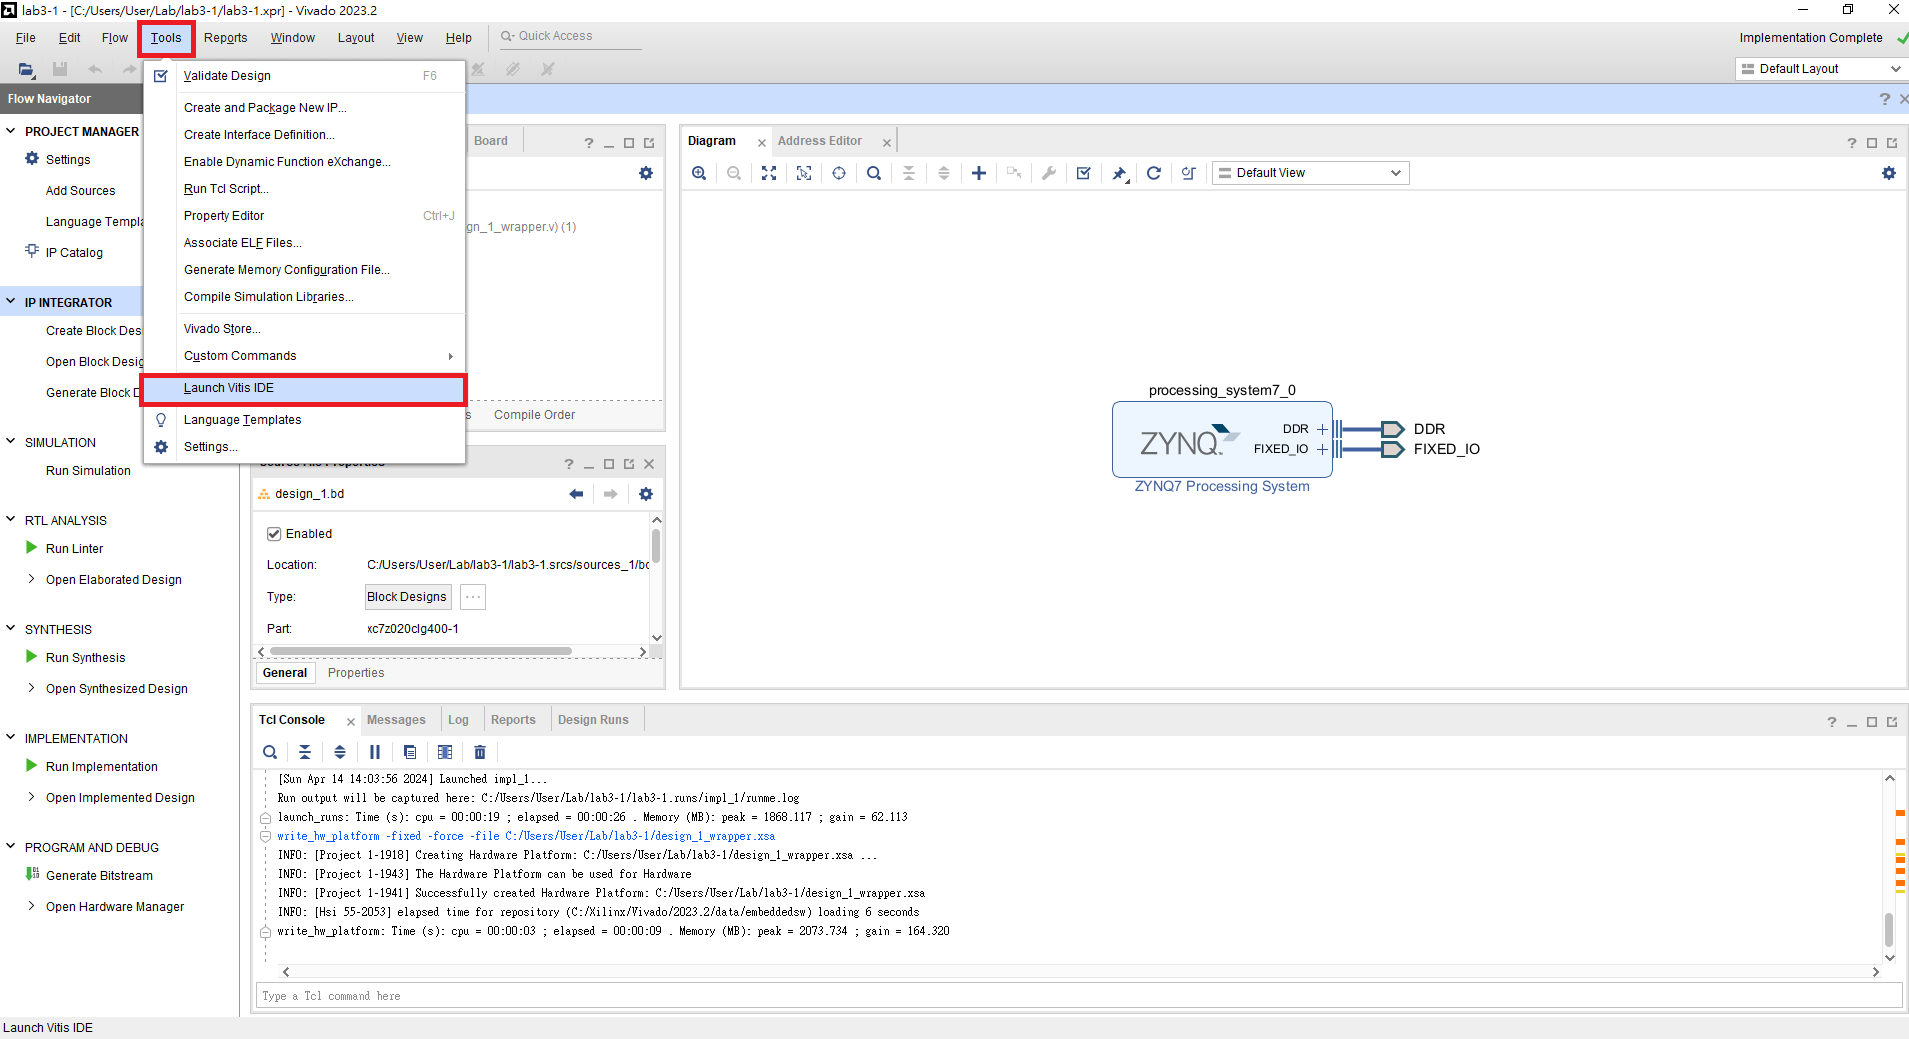 lab3-1 - [C:/Users/User/Lab/lab3-1/lab3-1.xpr] - Vivado 2023.2
File Edit Flow Tools Reports Window Layout View Help Quick Access
Implementation Complete
Default Layout
Flow Navigator
PROJECT MANAGER
Settings
Add Sources
Language Templa
IP Catalog
IP INTEGRATOR
Create Block Des
Open Block Desig
Generate Block D
SIMULATION
Run Simulation
RTL ANALYSIS
Run Linter
Open Elaborated Design
SYNTHESIS
Run Synthesis
Open Synthesized Design
IMPLEMENTATION
Run Implementation
Open Implemented Design
PROGRAM AND DEBUG
Generate Bitstream
Open Hardware Manager
Validate Design F6
Create and Package New IP...
Create Interface Definition...
Enable Dynamic Function eXchange...
Run Tcl Script...
Property Editor Ctrl+J
Associate ELF Files...
Generate Memory Configuration File...
Compile Simulation Libraries...
Vivado Store...
Custom Commands
Launch Vitis IDE
Language Templates
Settings...
Board
gn_1_wrapper.v) (1)
s Compile Order
Source File Properties
design_1.bd
Enabled
Location: C:/Users/User/Lab/lab3-1/lab3-1.srcs/sources_1/bd
Type: Block Designs ...
Part: xc7z020clg400-1
General Properties
Diagram Address Editor
Default View
processing_system7_0
ZYNQ
DDR
FIXED_IO
DDR
FIXED_IO
ZYNQ7 Processing System
Tcl Console Messages Log Reports Design Runs
[Sun Apr 14 14:03:56 2024] Launched impl_1...
Run output will be captured here: C:/Users/User/Lab/lab3-1/lab3-1.runs/impl_1/runme.log
launch_runs: Time (s): cpu = 00:00:19 ; elapsed = 00:00:26 . Memory (MB): peak = 1868.117 ; gain = 62.113
write_hw_platform -fixed -force -file C:/Users/User/Lab/lab3-1/design_1_wrapper.xsa
INFO: [Project 1-1918] Creating Hardware Platform: C:/Users/User/Lab/lab3-1/design_1_wrapper.xsa ...
INFO: [Project 1-1943] The Hardware Platform can be used for Hardware
INFO: [Project 1-1941] Successfully created Hardware Platform: C:/Users/User/Lab/lab3-1/design_1_wrapper.xsa
INFO: [Hsi 55-2053] elapsed time for repository (C:/Xilinx/Vivado/2023.2/data/embeddedsw) loading 6 seconds
write_hw_platform: Time (s): cpu = 00:00:03 ; elapsed = 00:00:09 . Memory (MB): peak = 2073.734 ; gain = 164.320
Type a Tcl command here
Launch Vitis IDE